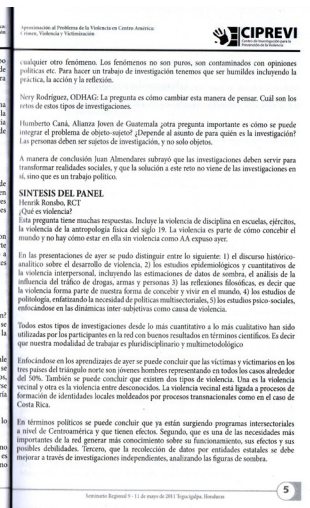 Aproximación al Problema de la Violencia en Centro América:
Crimen, Violencia y Victimización
CIPREVI
Centro de Investigación para la
Prevención de la Violencia
cualquier otro fenómeno. Los fenómenos no son puros, son contaminados con opiniones
políticas etc. Para hacer un trabajo de investigación tenemos que ser humildes incluyendo la
práctica, la acción y la reflexión.
Nery Rodríguez, ODHAG: La pregunta es cómo cambiar esta manera de pensar. Cuál son los
retos de estos tipos de investigaciones.
Humberto Caná, Alianza Joven de Guatemala ¿otra pregunta importante es cómo se puede
integrar el problema de objeto-sujeto? ¿Depende al asunto de para quién es la investigación?
Las personas deben ser sujetos de investigación, y no solo objetos.
A manera de conclusión Juan Almendares subrayó que las investigaciones deben servir para
transformar realidades sociales, y que la solución a este reto no viene de las investigaciones en
sí, sino que es un trabajo político.
SINTESIS DEL PANEL
Henrik Ronsbo, RCT
¿Qué es violencia?
Esta pregunta tiene muchas respuestas. Incluye la violencia de disciplina en escuelas, ejércitos,
la violencia de la antropología física del siglo 19. La violencia es parte de cómo concebir el
mundo y no hay cómo estar en ella sin violencia como AA expuso ayer.
En las presentaciones de ayer se pudo distinguir entre lo siguiente: 1) el discurso histórico-
analítico sobre el desarrollo de violencia, 2) los estudios epidemiológicos y cuantitativos de
la violencia interpersonal, incluyendo las estimaciones de datos de sombra, el análisis de la
influencia del tráfico de drogas, armas y personas 3) las reflexiones filosóficas, es decir que
la violencia forma parte de nuestra forma de concebir y vivir en el mundo, 4) los estudios de
politología, enfatizando la necesidad de políticas multisectoriales, 5) los estudios psico-sociales,
enfocándose en las dinámicas inter-subjetivas como causa de violencia.
Todos estos tipos de investigaciones desde lo más cuantitativo a lo más cualitativo han sido
utilizadas por los participantes en la red con buenos resultados en términos científicos. Es decir
que nuestra modalidad de trabajar es pluridisciplinario y multimetodológico
Enfocándose en los aprendizajes de ayer se puede concluir que las víctimas y victimarios en los
tres países del triángulo norte son jóvenes hombres representando en todos los casos alrededor
del 50%. También se puede concluir que existen dos tipos de violencia. Una es la violencia
vecinal y otra es la violencia entre desconocidos. La violencia vecinal está ligada a procesos de
formación de identidades locales moldeados por procesos transnacionales como en el caso de
Costa Rica.
En términos políticos se puede concluir que ya están surgiendo programas intersectoriales
a nivel de Centroamérica y que tienen efectos. Segundo, que es una de las necesidades más
importantes de la red generar más conocimiento sobre su funcionamiento, sus efectos y sus
posibles debilidades. Tercero, que la recolección de datos por entidades estatales se debe
mejorar a través de investigaciones independientes, analizando las figuras de sombra.
5
Seminario Regional 9 - 11 de mayo de 2011 Tegucigalpa, Honduras